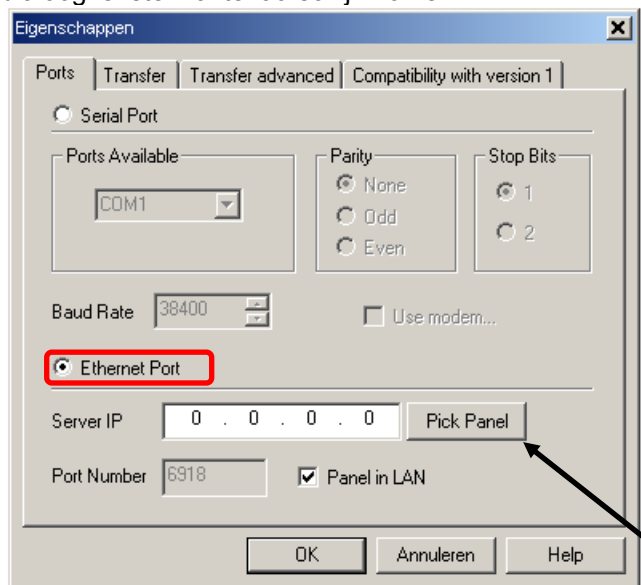 Eigenschappen
Ports Transfer Transfer advanced Compatibility with version 1
Serial Port
Ports Available Parity Stop Bits
COM1 None 1
Odd 2
Even
Baud Rate 38400 Use modem...
Ethernet Port
Server IP 0 . 0 . 0 . 0 Pick Panel
Port Number 6918 Panel in LAN
OK Annuleren Help